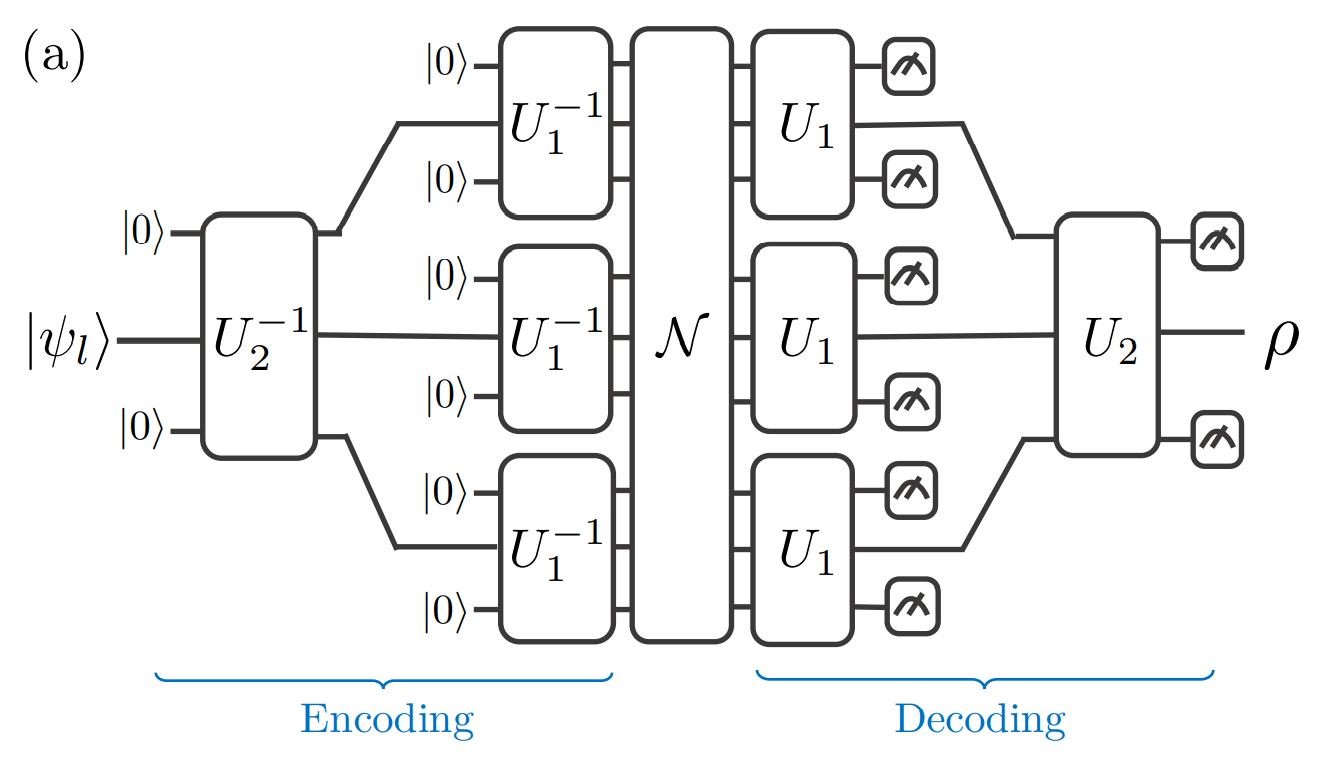 (a)
|0⟩
|0⟩
|0⟩
|ψ_l⟩
|0⟩
|0⟩
|0⟩
|0⟩
|0⟩
U_2^{-1}
U_1^{-1}
U_1^{-1}
U_1^{-1}
𝒩
U_1
U_1
U_1
U_2
ρ
Encoding
Decoding